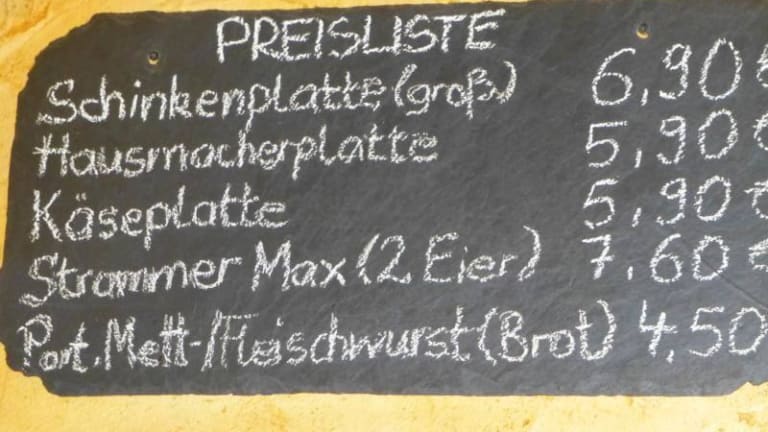 PREISLISTE
Schinkenplatte (groß) 6,90 €
Hausmacherplatte 5,90 €
Käseplatte 5,90 €
Strammer Max (2 Eier) 7,60 €
Port. Mett-/Fleischwurst (Brot) 4,50